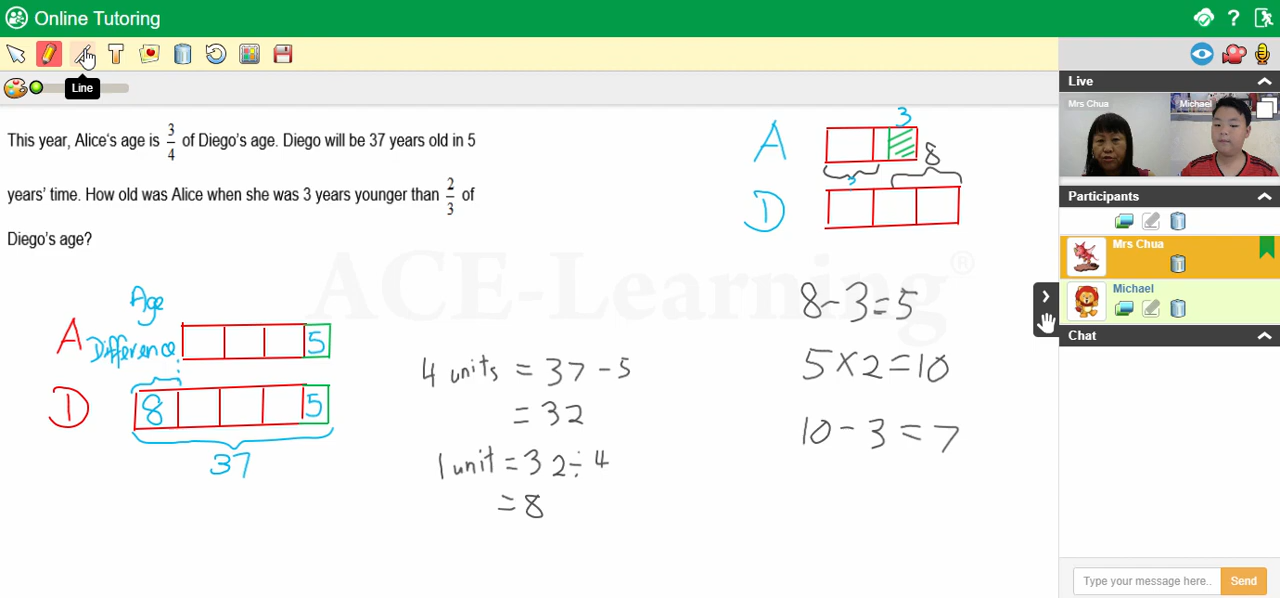 Online Tutoring
?
T
Line
This year, Alice's age is 3/4 of Diego's age. Diego will be 37 years old in 5
years' time. How old was Alice when she was 3 years younger than 2/3 of
Diego's age?
ACE-Learning®
A
3
8
3
D
Age
Difference
A
5
D
8
5
37
4 units = 37 - 5
= 32
1 unit = 32 ÷ 4
= 8
8 - 3 = 5
5 × 2 = 10
10 - 3 = 7
Live
Mrs Chua
Michael
Participants
Mrs Chua
Michael
Chat
Type your message here..
Send